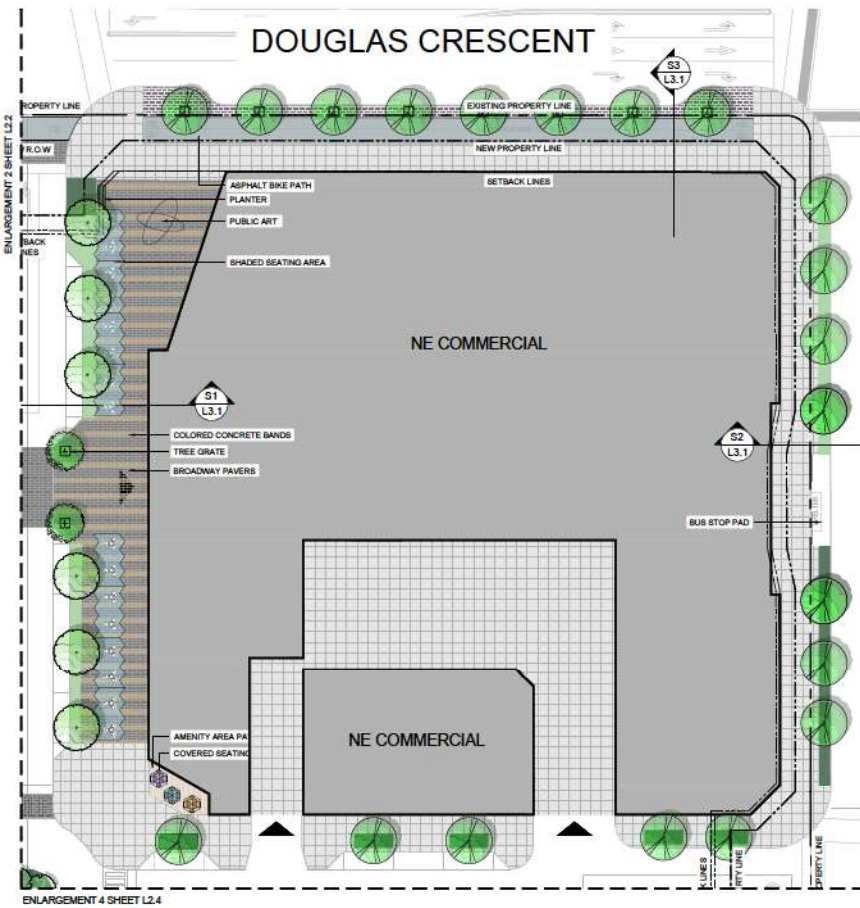 DOUGLAS CRESCENT
S3
L3.1
ROPERTY LINE
EXISTING PROPERTY LINE
ENLARGEMENT 2 SHEET L2.2
R.O.W
NEW PROPERTY LINE
SETBACK LINES
ASPHALT BIKE PATH
PLANTER
PUBLIC ART
BACK
NES
SHADED SEATING AREA
NE COMMERCIAL
S1
L3.1
COLORED CONCRETE BANDS
TREE GRATE
BROADWAY PAVERS
S2
L3.1
BUS STOP PAD
AMENITY AREA PA
COVERED SEATING
NE COMMERCIAL
K LINES
RTY LINE
OPERTY LINE
ENLARGEMENT 4 SHEET L2.4